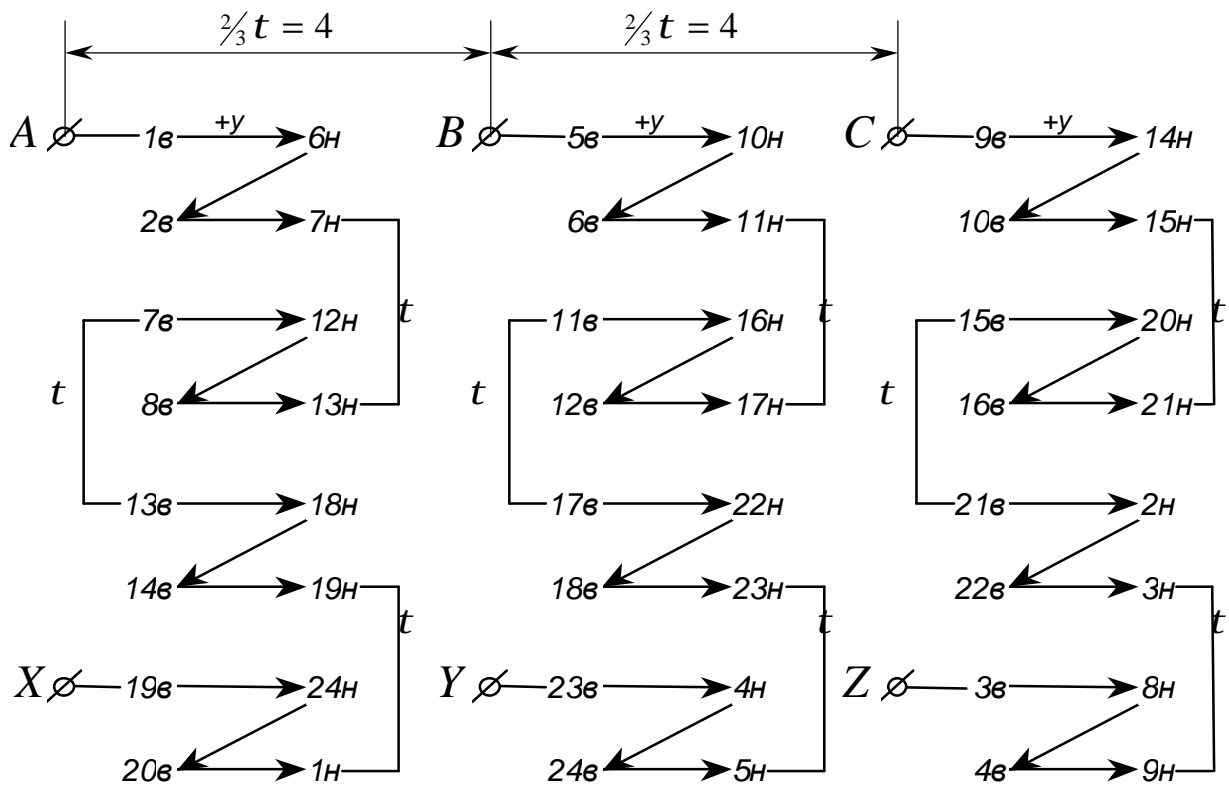 2/3 t = 4 2/3 t = 4
A 1в +y 6н B 5в +y 10н C 9в +y 14н
2в 7н 6в 11н 10в 15н
7в 12н t 11в 16н t 15в 20н t
t 8в 13н t 12в 17н t 16в 21н
13в 18н 17в 22н 21в 2н
14в 19н 18в 23н 22в 3н
t t t
X 19в 24н Y 23в 4н Z 3в 8н
20в 1н 24в 5н 4в 9н